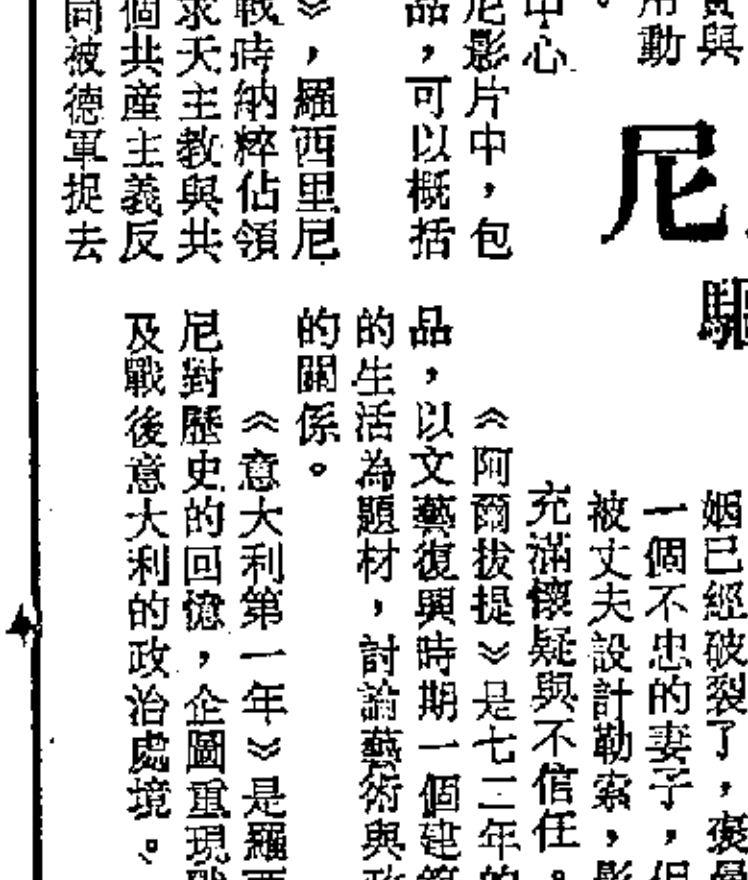 實與
用動
。
中心
尼影片中，包
品，可以概括
》，羅西里尼
戰時納粹佔領
求天主教與共
個共產主義反
同被德軍捉去
尼
驅
姻已經破裂了，
一個不忠的妻子，但
被丈夫設計勒索，影
充滿懷疑與不信任。
《阿爾拔提》是七二年的
品，以文藝復興時期一個建築
的生活為題材，討論藝術與政
的關係。
《意大利第一年》是羅西
尼對歷史的回憶，企圖重現戰
及戰後意大利的政治處境。